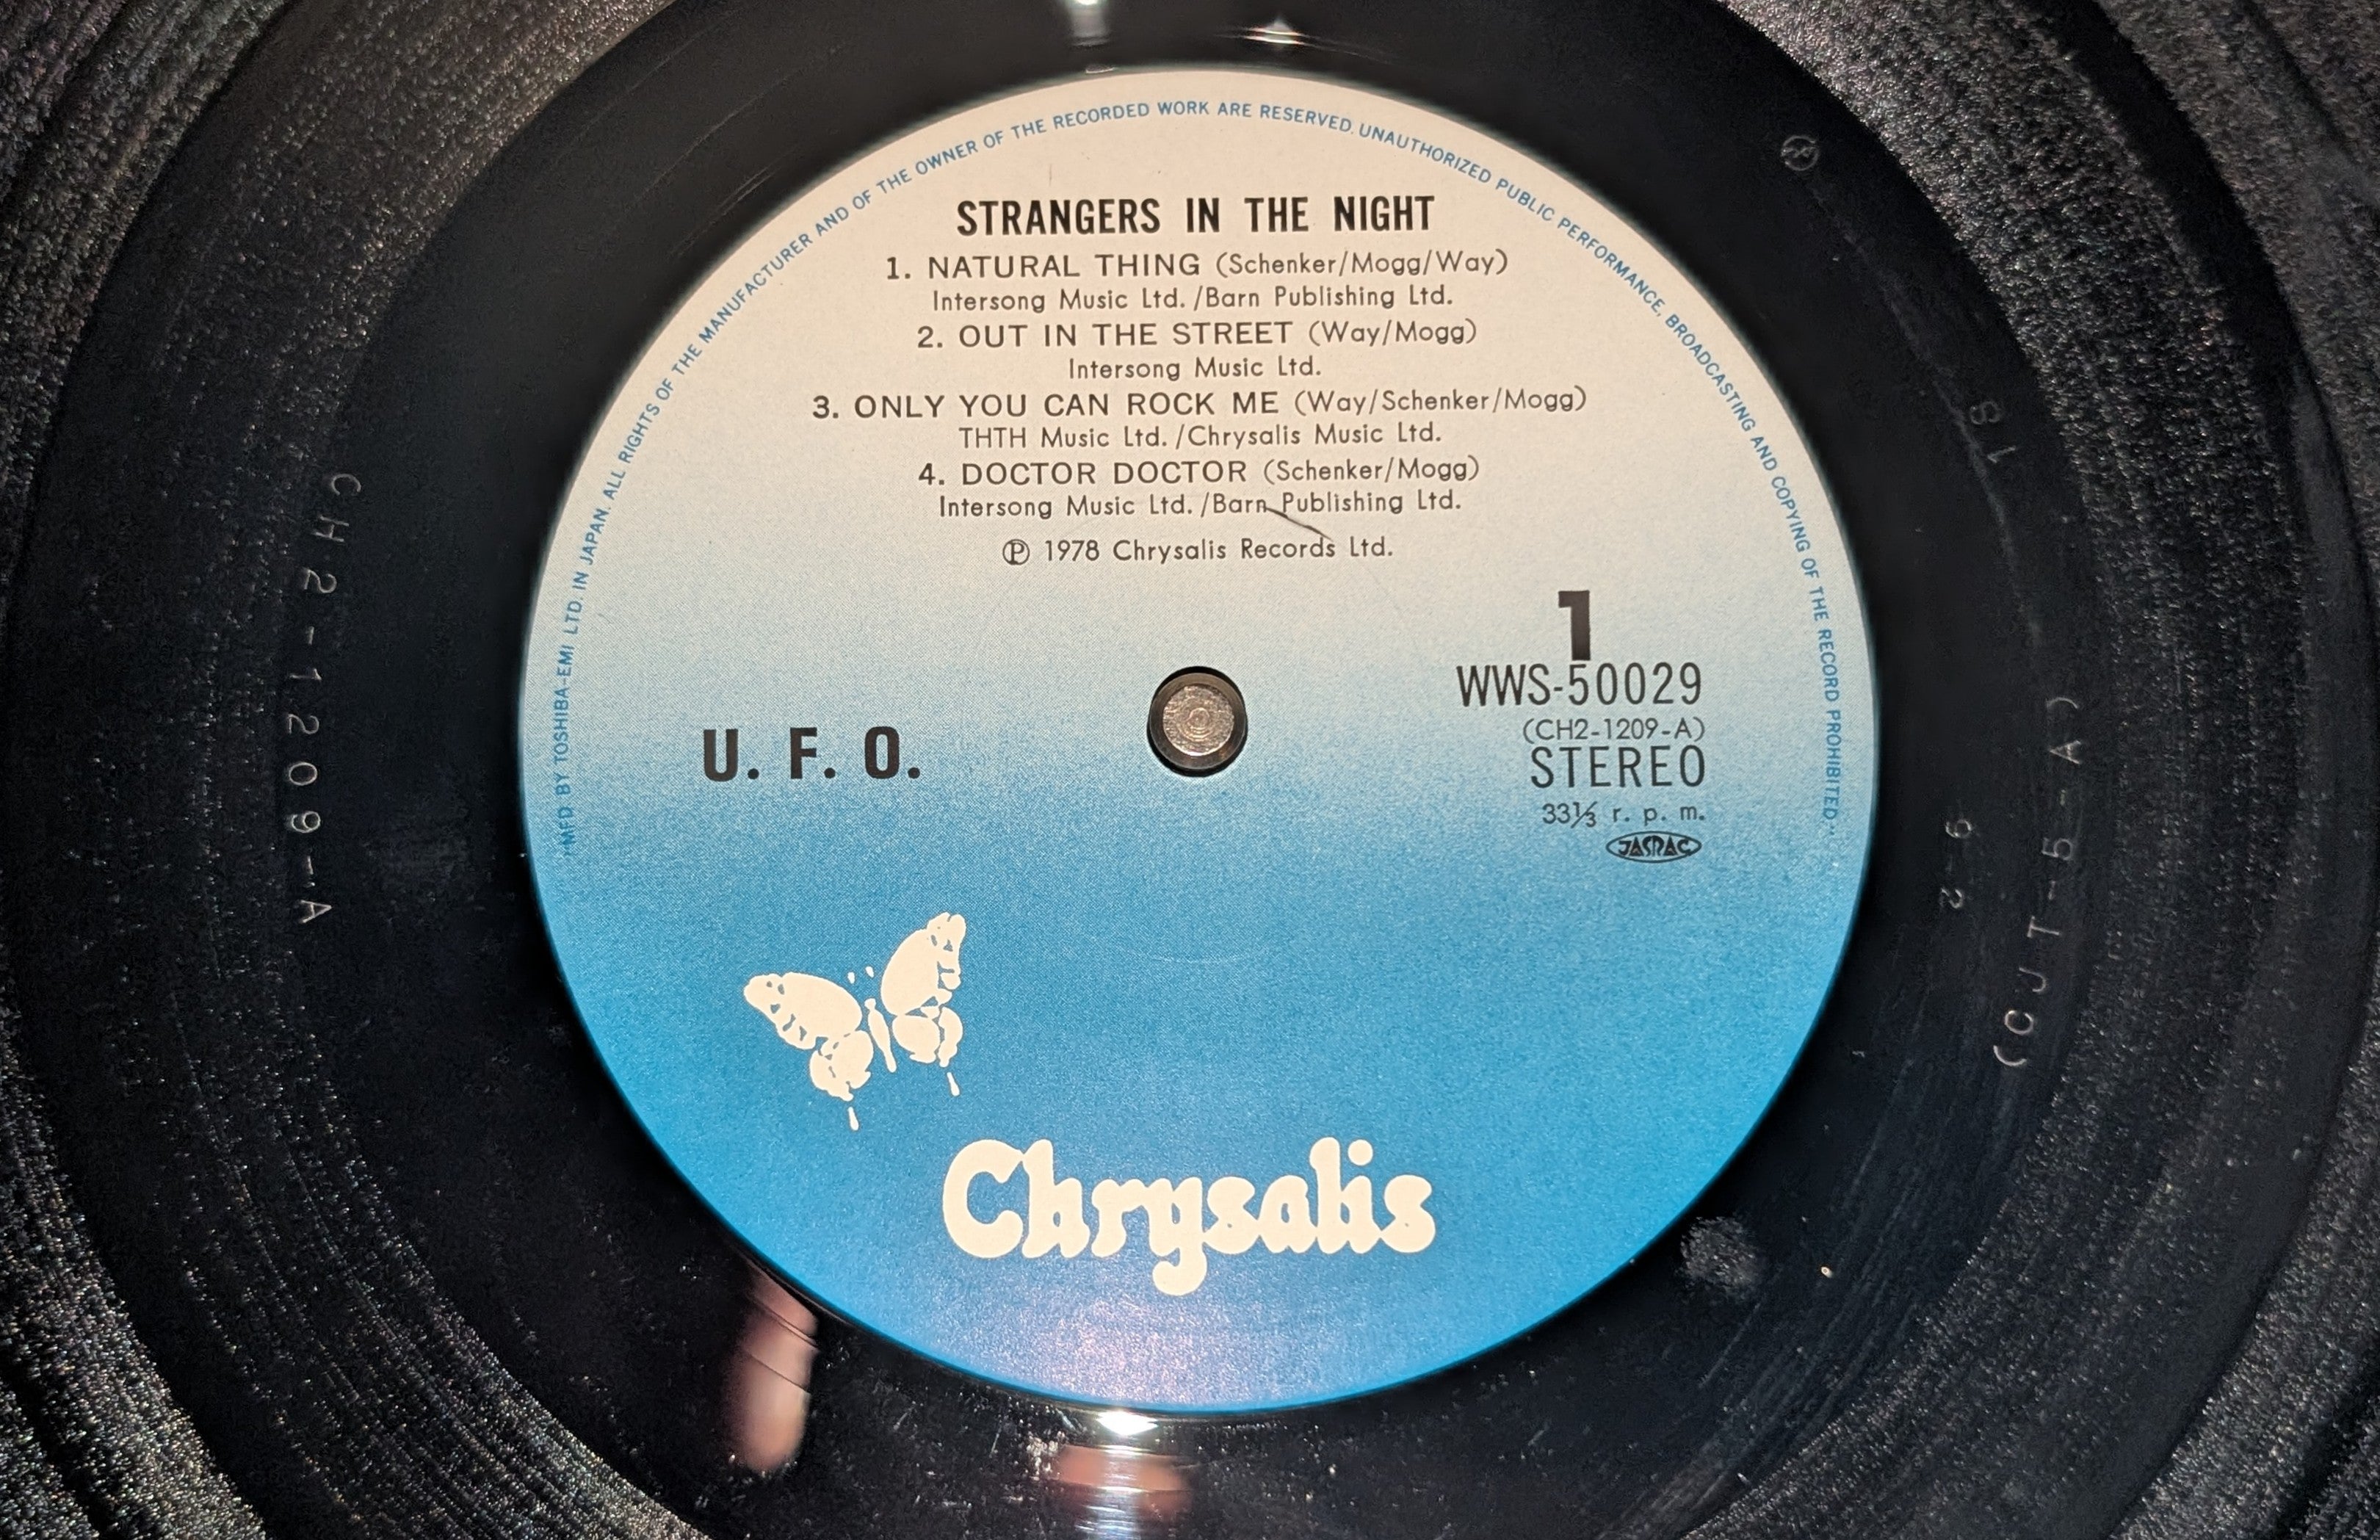 "MFD BY TOSHIBA-EMI LTD. IN JAPAN. ALL RIGHTS OF THE MANUFACTURER AND OF THE OWNER OF THE RECORDED WORK ARE RESERVED. UNAUTHORIZED PUBLIC PERFORMANCE, BROADCASTING AND COPYING OF THE RECORD PROHIBITED."
STRANGERS IN THE NIGHT
1. NATURAL THING (Schenker/Mogg/Way)
Intersong Music Ltd./Barn Publishing Ltd.
2. OUT IN THE STREET (Way/Mogg)
Intersong Music Ltd.
3. ONLY YOU CAN ROCK ME (Way/Schenker/Mogg)
THTH Music Ltd./Chrysalis Music Ltd.
4. DOCTOR DOCTOR (Schenker/Mogg)
Intersong Music Ltd./Barn Publishing Ltd.
℗ 1978 Chrysalis Records Ltd.
1
WWS-50029
(CH2-1209-A)
STEREO
33⅓ r. p. m.
JASRAC
U. F. O.
Chrysalis
CH2-1209-A
(CJT-5-A)
2-6